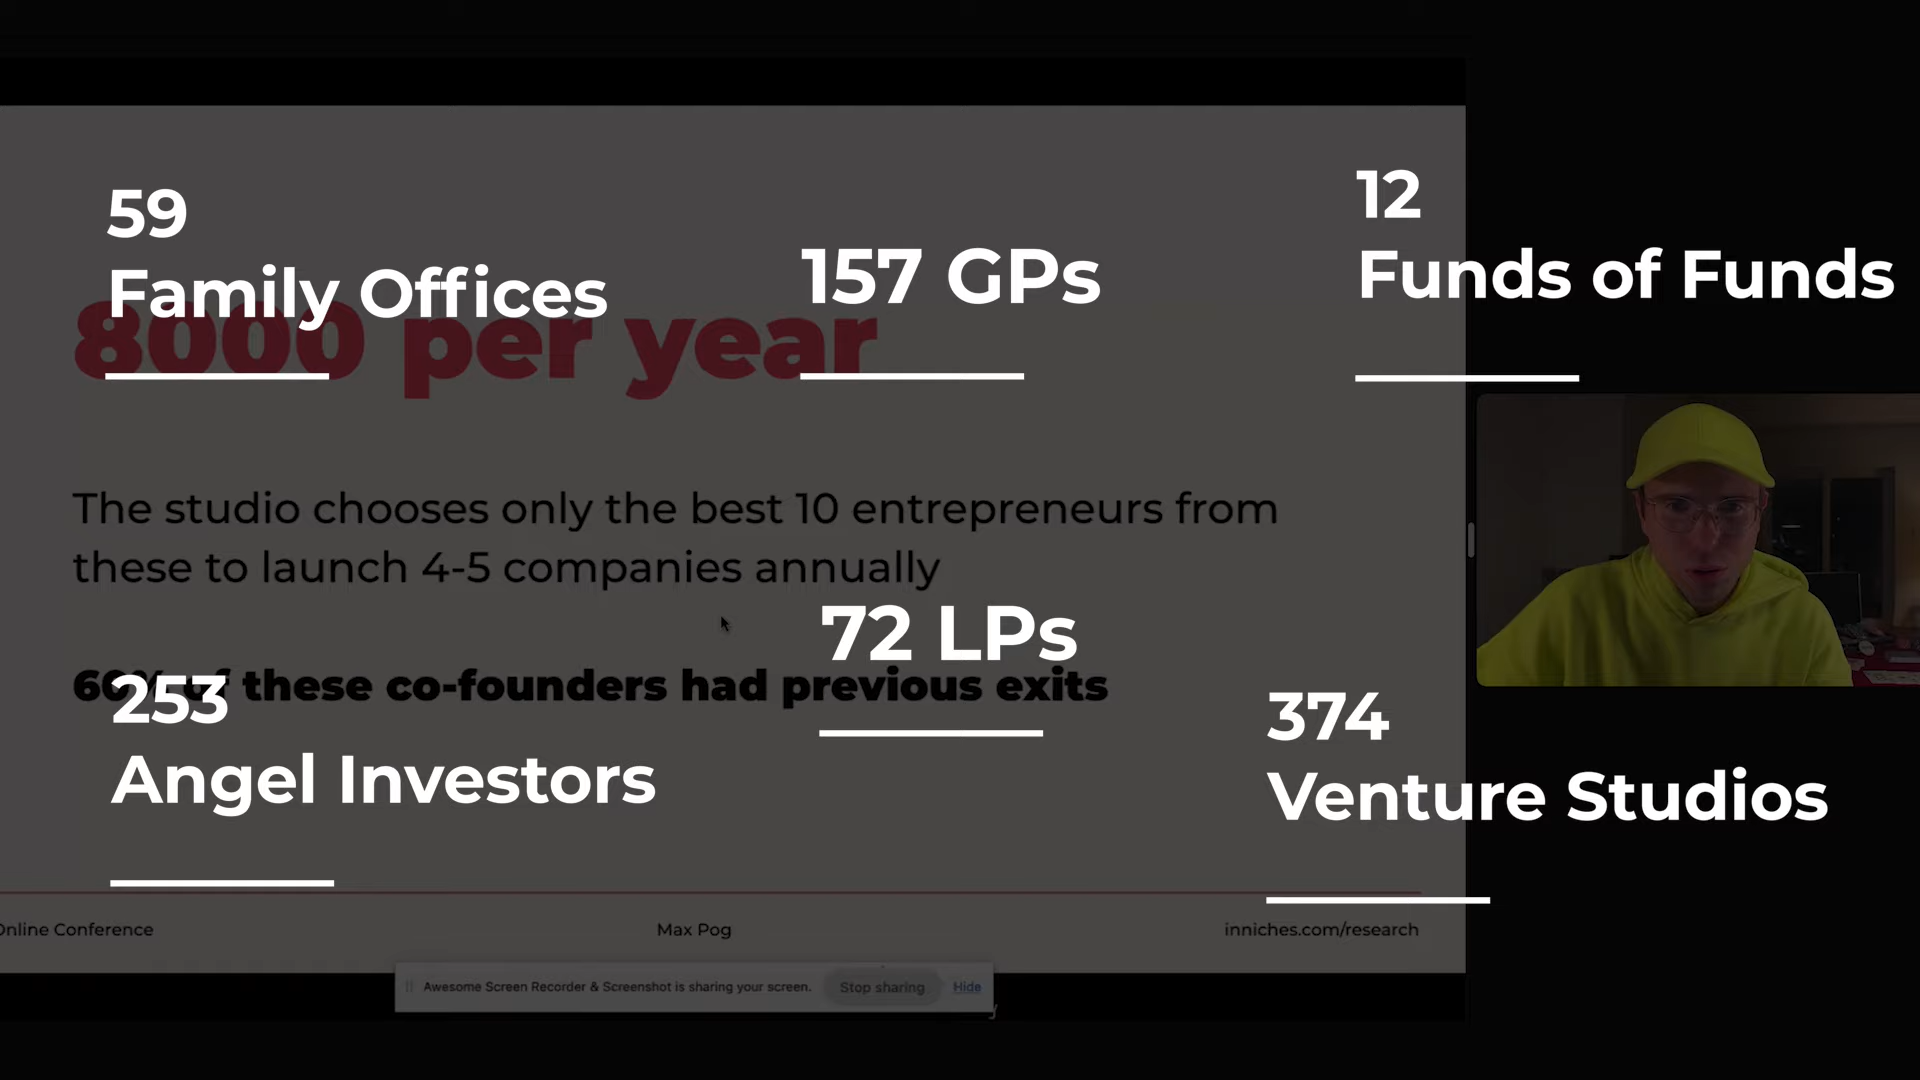 59
Family Offices
157 GPs
12
Funds of Funds
8000 per year
The studio chooses only the best 10 entrepreneurs from
these to launch 4-5 companies annually
72 LPs
60% of these co-founders had previous exits
253
Angel Investors
374
Venture Studios
Online Conference
Max Pog
inniches.com/research
Awesome Screen Recorder & Screenshot is sharing your screen.
Stop sharing
Hide
y